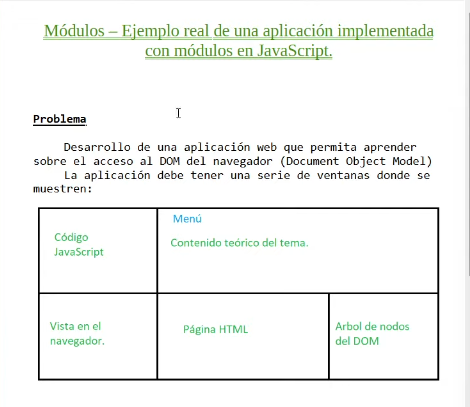 Módulos – Ejemplo real de una aplicación implementada
con módulos en JavaScript.
Problema
Desarrollo de una aplicación web que permita aprender
sobre el acceso al DOM del navegador (Document Object Model)
La aplicación debe tener una serie de ventanas donde se
muestren:
Código
JavaScript
Menú
Contenido teórico del tema.
Vista en el
navegador.
Página HTML
Arbol de nodos
del DOM